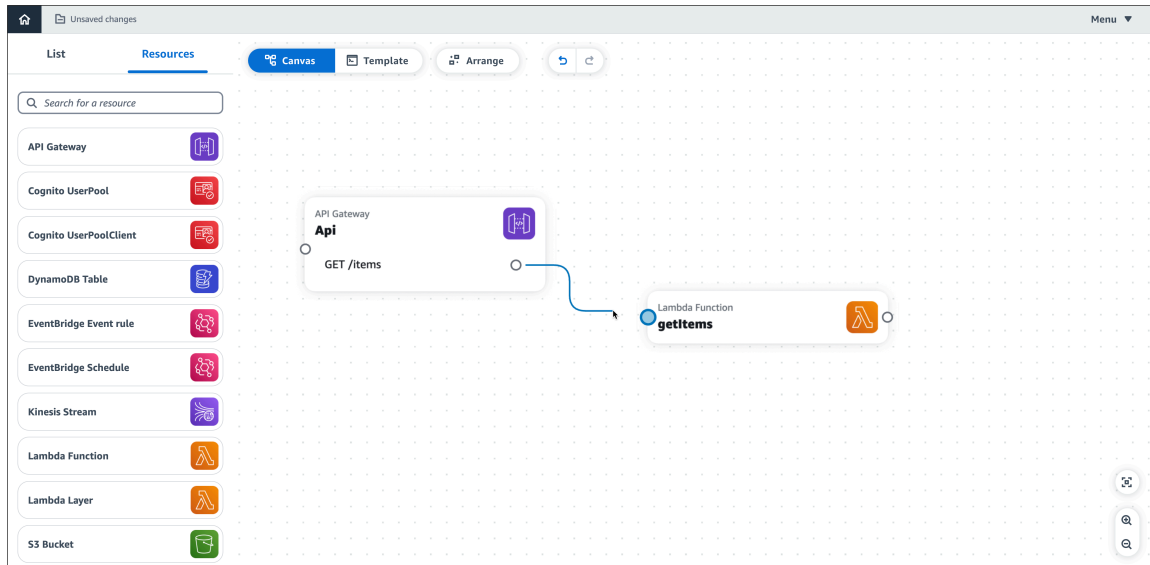 Unsaved changes
Menu ▼
List
Resources
Canvas
Template
Arrange
Search for a resource
API Gateway
Cognito UserPool
Cognito UserPoolClient
DynamoDB Table
EventBridge Event rule
EventBridge Schedule
Kinesis Stream
Lambda Function
Lambda Layer
S3 Bucket
API Gateway
Api
GET /items
Lambda Function
getItems